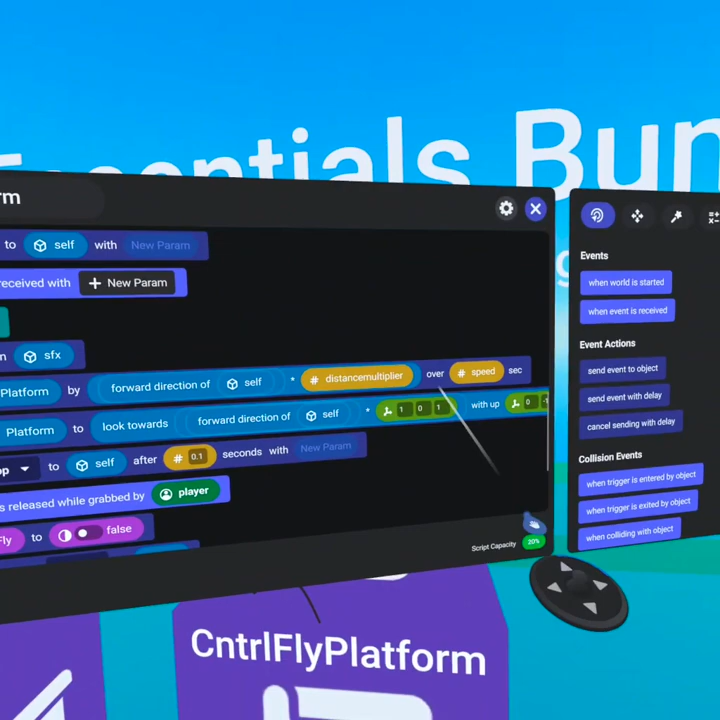 Essentials Bun
rm
to self with New Param
received with + New Param
n sfx
Platform by forward direction of self * # distancemultiplier over # speed sec
Platform to look towards forward direction of self * 1 0 1 with up 0 -1
op to self after # 0.1 seconds with New Param
s released while grabbed by player
Fly to false
Script Capacity 20%
Events
when world is started
when event is received
Event Actions
send event to object
send event with delay
cancel sending with delay
Collision Events
when trigger is entered by object
when trigger is exited by object
when colliding with object
CntrlFlyPlatform